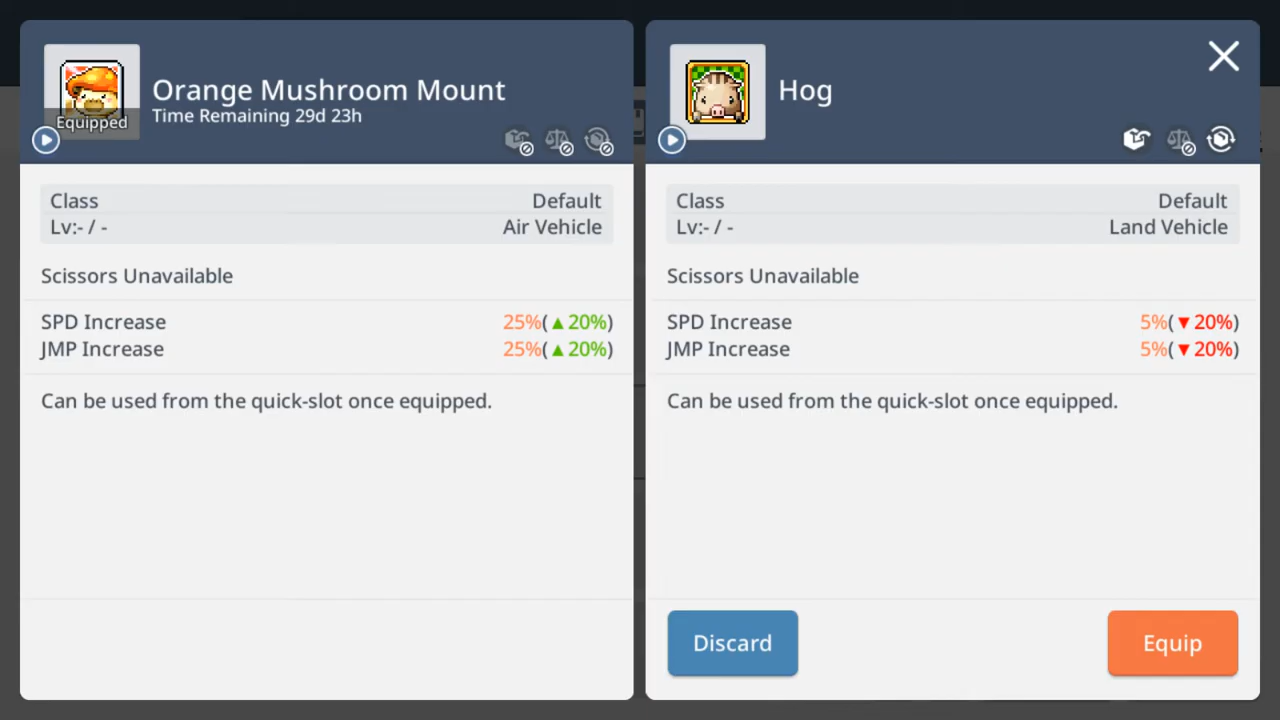 Orange Mushroom Mount
Time Remaining 29d 23h
Equipped
Class Default
Lv:- / - Air Vehicle
Scissors Unavailable
SPD Increase 25%(▲20%)
JMP Increase 25%(▲20%)
Can be used from the quick-slot once equipped.
Hog
Class Default
Lv:- / - Land Vehicle
Scissors Unavailable
SPD Increase 5%(▼20%)
JMP Increase 5%(▼20%)
Can be used from the quick-slot once equipped.
Discard
Equip